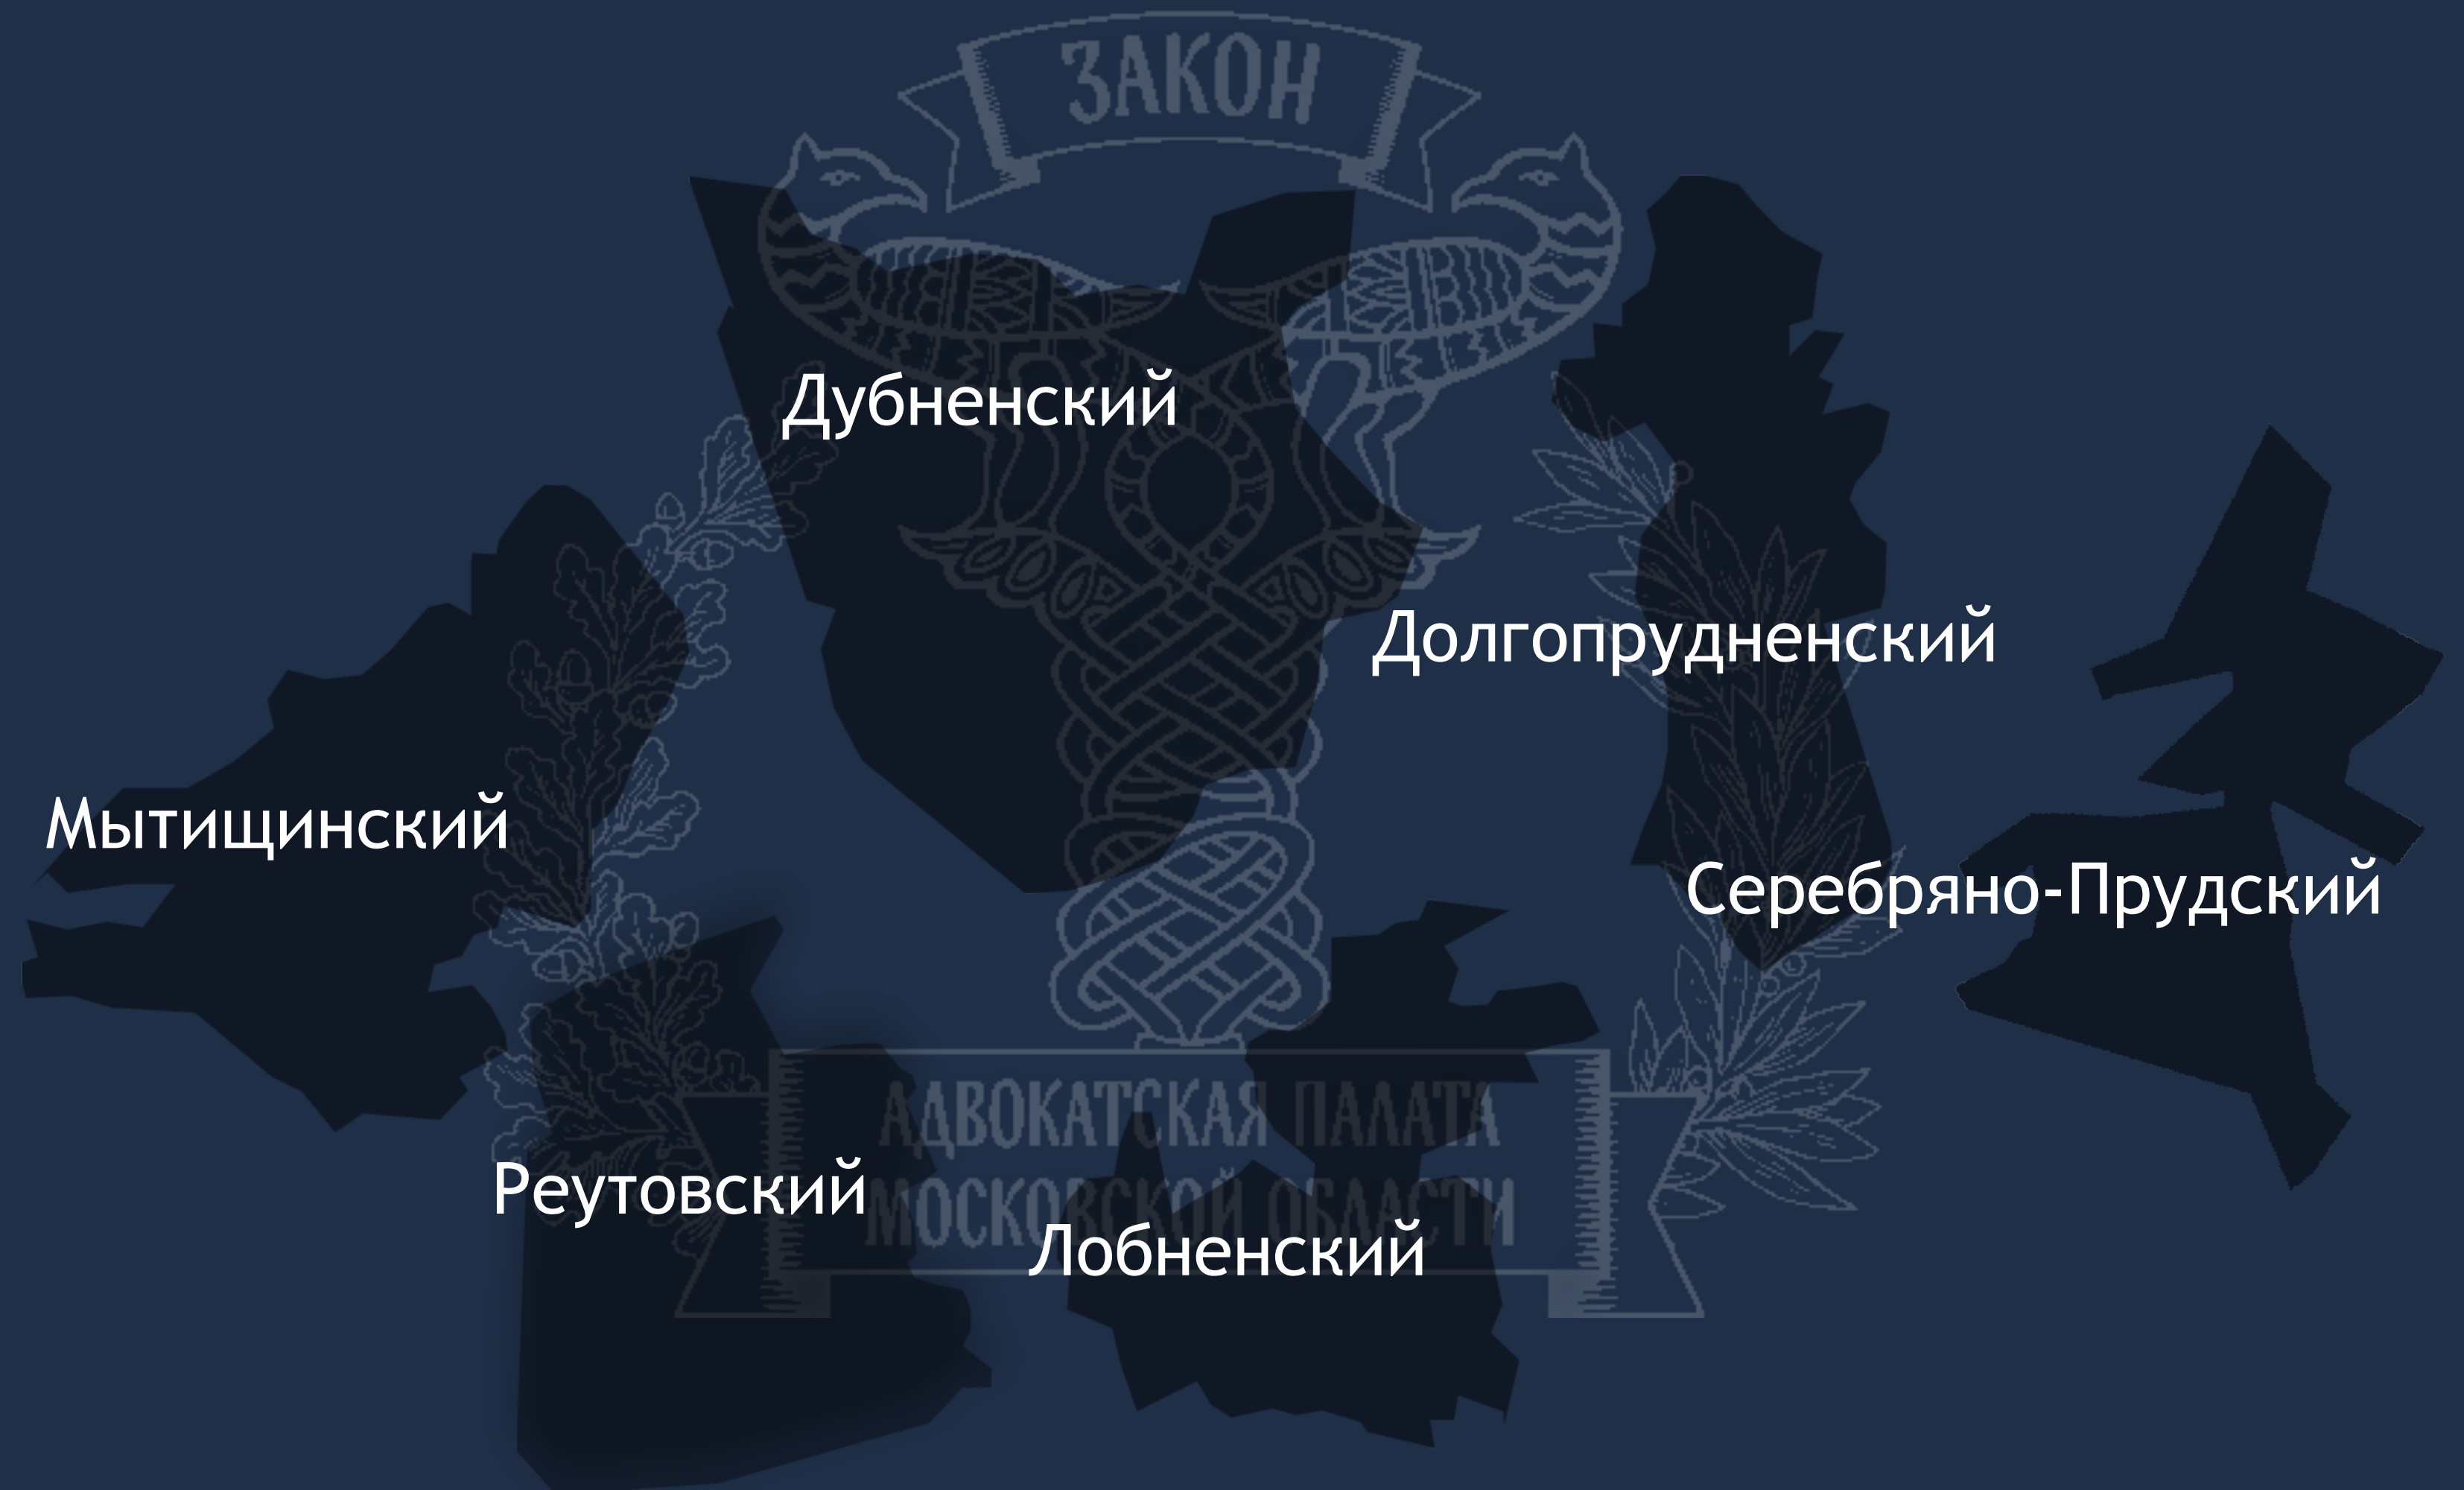 ЗАКОН
Дубненский
Долгопрудненский
Мытищинский
Серебряно-Прудский
АДВОКАТСКАЯ ПАЛАТА
МОСКОВСКОЙ ОБЛАСТИ
Реутовский
Лобненский